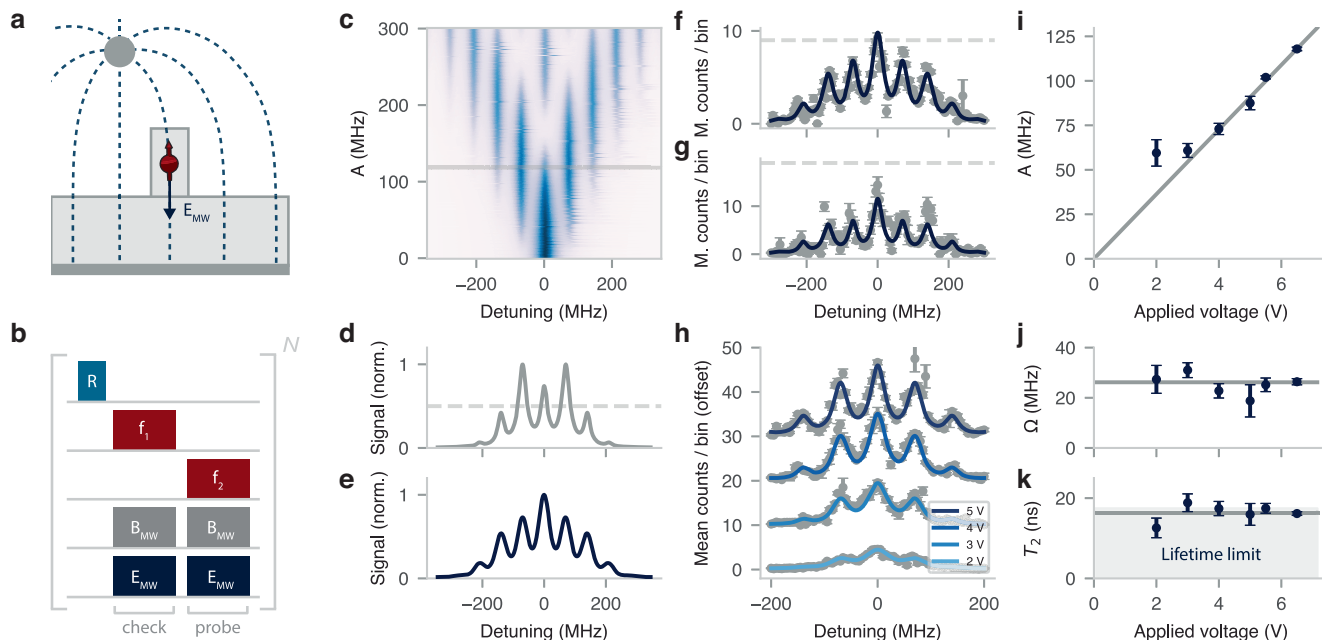 a
E_MW
b
N
R
f_1
f_2
B_MW B_MW
E_MW E_MW
check probe
c
A (MHz)
300
200
100
0
−200 0 200
Detuning (MHz)
d
Signal (norm.)
1
0
e
Signal (norm.)
1
0
−200 0 200
Detuning (MHz)
f
M. counts / bin
10
0
g
M. counts / bin
10
0
−200 0 200
Detuning (MHz)
h
Mean counts / bin (offset)
50
40
30
20
10
0
5 V
4 V
3 V
2 V
−200 0 200
Detuning (MHz)
i
A (MHz)
125
100
75
50
25
0
0 2 4 6
Applied voltage (V)
j
Ω (MHz)
40
20
0
k
T_2 (ns)
20
0
Lifetime limit
0 2 4 6
Applied voltage (V)